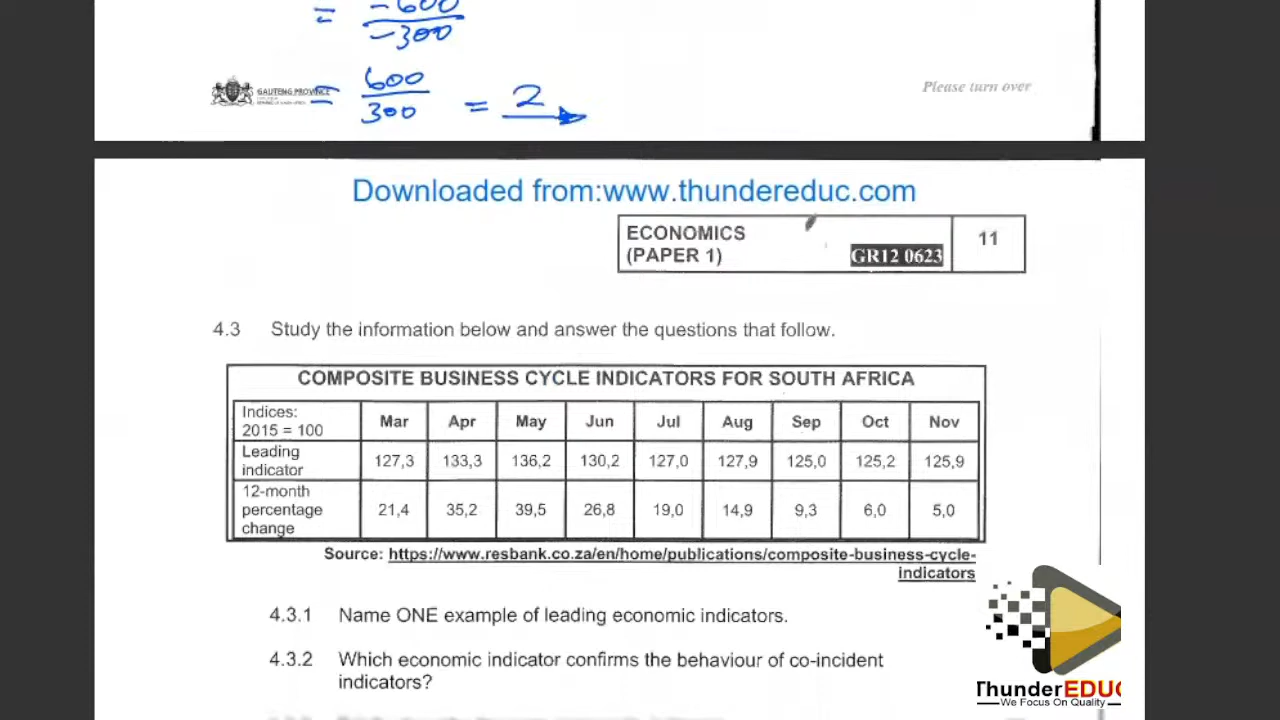 = -600
-300
GAUTENG PROVINCE
= 600
300
= 2
Please turn over
Downloaded from:www.thundereduc.com
ECONOMICS
(PAPER 1)
GR12 0623
11
4.3 Study the information below and answer the questions that follow.
COMPOSITE BUSINESS CYCLE INDICATORS FOR SOUTH AFRICA
Indices: 2015 = 100 Mar Apr May Jun Jul Aug Sep Oct Nov
Leading indicator 127,3 133,3 136,2 130,2 127,0 127,9 125,0 125,2 125,9
12-month percentage change 21,4 35,2 39,5 26,8 19,0 14,9 9,3 6,0 5,0
Source: https://www.resbank.co.za/en/home/publications/composite-business-cycle-
indicators
4.3.1 Name ONE example of leading economic indicators.
4.3.2 Which economic indicator confirms the behaviour of co-incident
indicators?
ThunderEDUC
We Focus On Quality